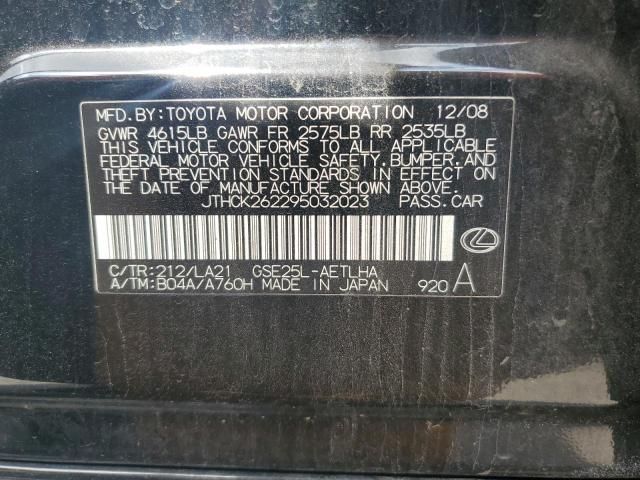 MFD.BY:TOYOTA MOTOR CORPORATION 12/08
GVWR 4615LB GAWR FR 2575LB RR 2535LB
THIS VEHICLE CONFORMS TO ALL APPLICABLE
FEDERAL MOTOR VEHICLE SAFETY,BUMPER,AND
THEFT PREVENTION STANDARDS IN EFFECT ON
THE DATE OF MANUFACTURE SHOWN ABOVE.
JTHCK262295032023 PASS.CAR
C/TR:212/LA21 GSE25L-AETLHA
A/TM:B04A/A760H MADE IN JAPAN 920 A